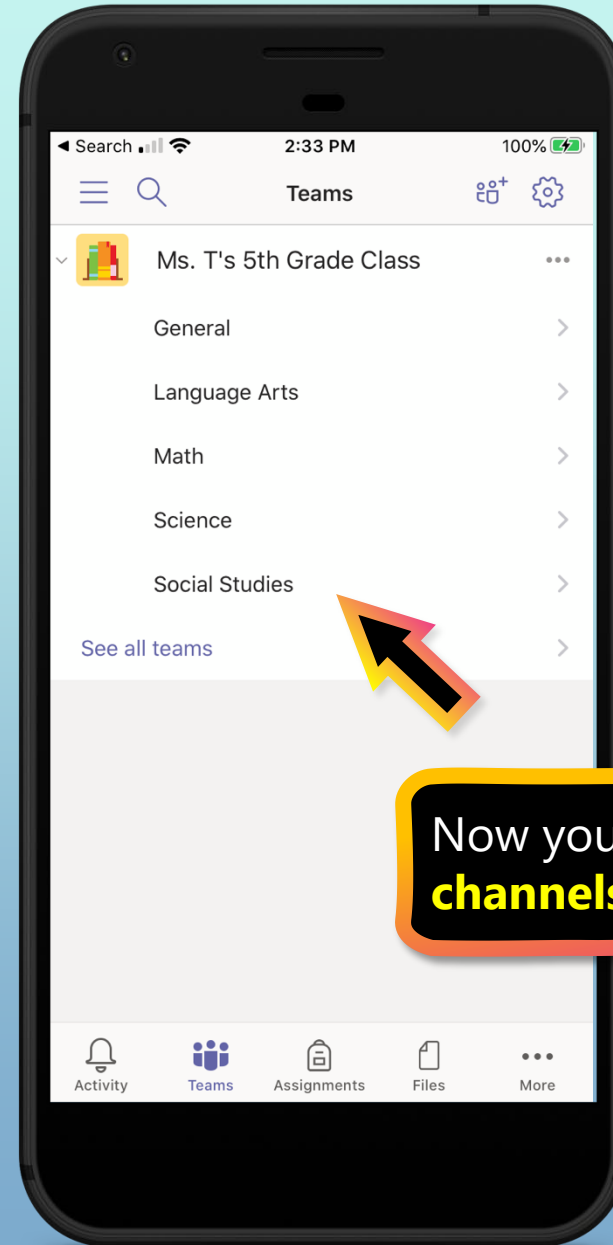 ◄ Search 2:33 PM 100%
Teams
Ms. T's 5th Grade Class
General
Language Arts
Math
Science
Social Studies
See all teams
Now you
channels
Activity Teams Assignments Files More